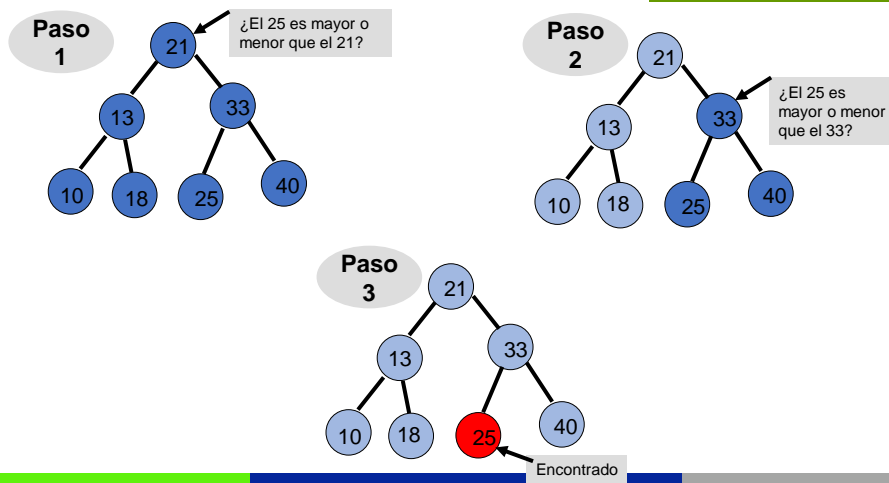 Paso
1
¿El 25 es mayor o
menor que el 21?
21
13
33
10
18
25
40
Paso
2
¿El 25 es
mayor o menor
que el 33?
21
13
33
10
18
25
40
Paso
3
21
13
33
10
18
25
40
Encontrado